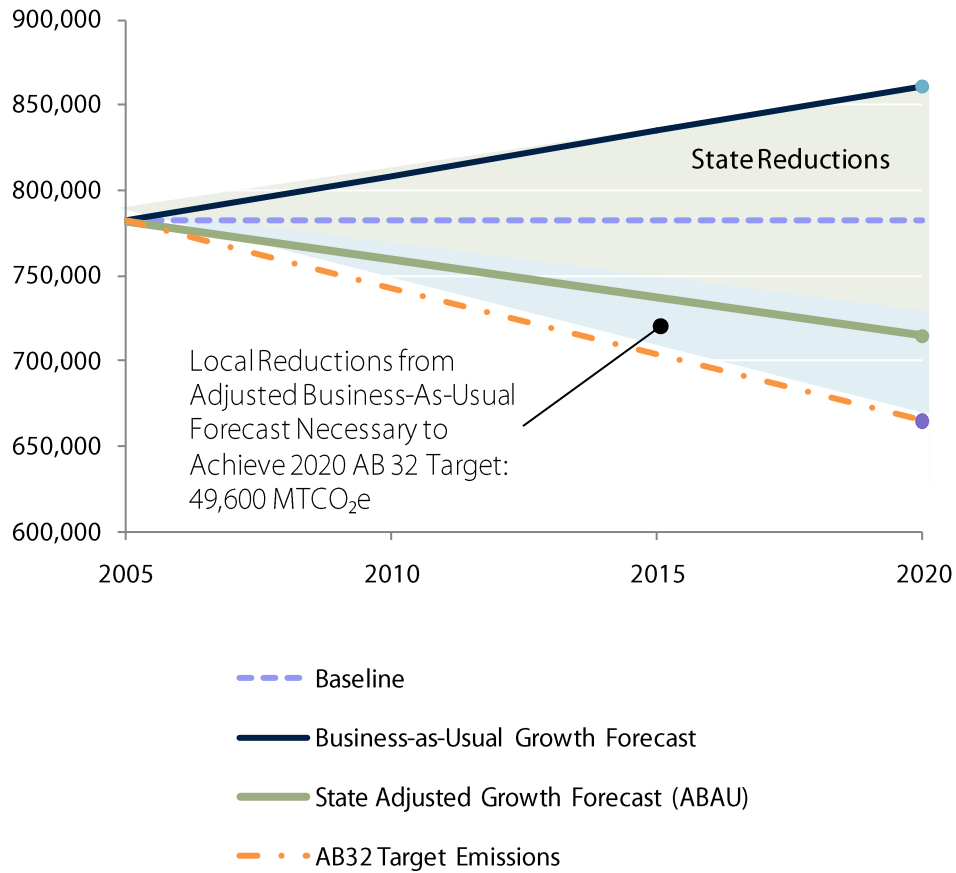 900,000
850,000
State Reductions
800,000
750,000
700,000
Local Reductions from
Adjusted Business-As-Usual
Forecast Necessary to
Achieve 2020 AB 32 Target:
49,600 MTCO₂e
650,000
600,000
2005 2010 2015 2020
Baseline
Business-as-Usual Growth Forecast
State Adjusted Growth Forecast (ABAU)
AB32 Target Emissions